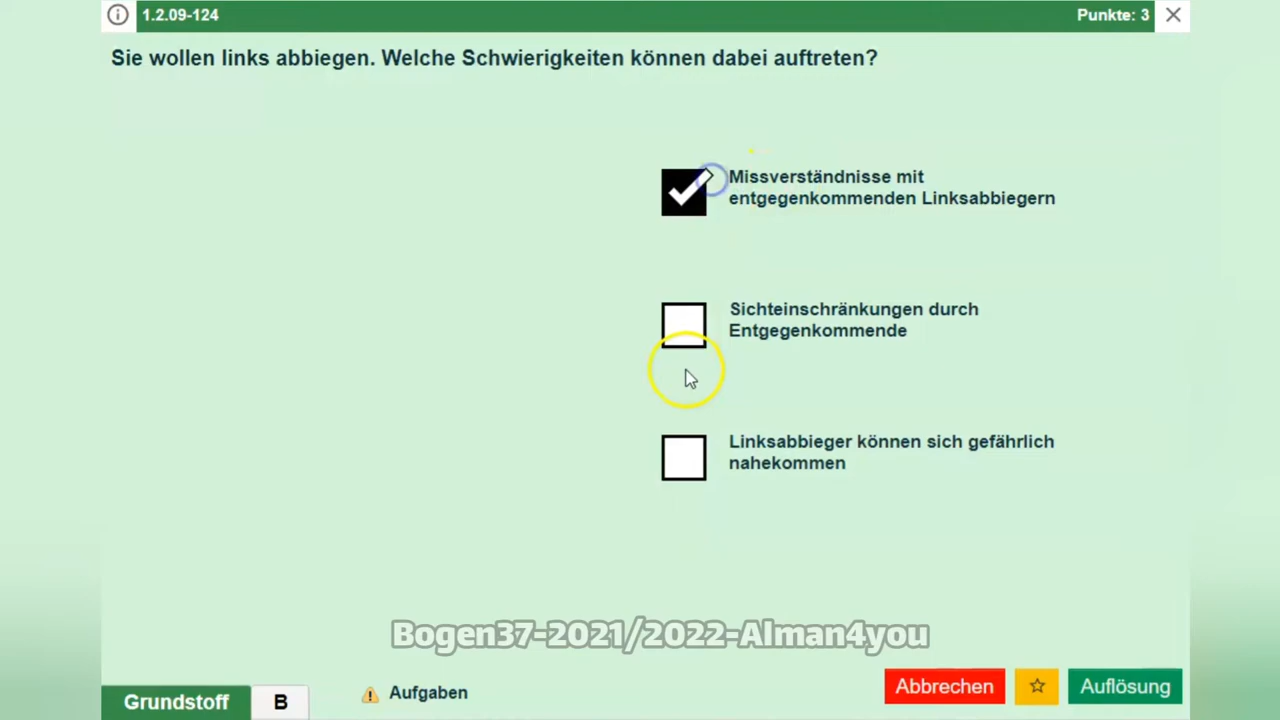 1.2.09-124
Punkte: 3
Sie wollen links abbiegen. Welche Schwierigkeiten können dabei auftreten?
Missverständnisse mit
entgegenkommenden Linksabbiegern
Sichteinschränkungen durch
Entgegenkommende
Linksabbieger können sich gefährlich
nahekommen
Bogen37-2021/2022-Alman4you
Grundstoff
B
Aufgaben
Abbrechen
Auflösung